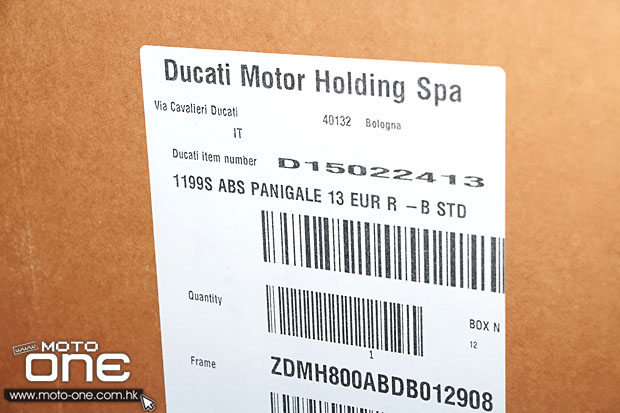 Ducati Motor Holding Spa
Via Cavalieri Ducati 40132 Bologna
IT
Ducati item number D15022413
1199S ABS PANIGALE 13 EUR R -B STD
Quantity
1
BOX N
12
Frame ZDMH800ABDB012908
www.
MOTO
ONE
www.moto-one.com.hk